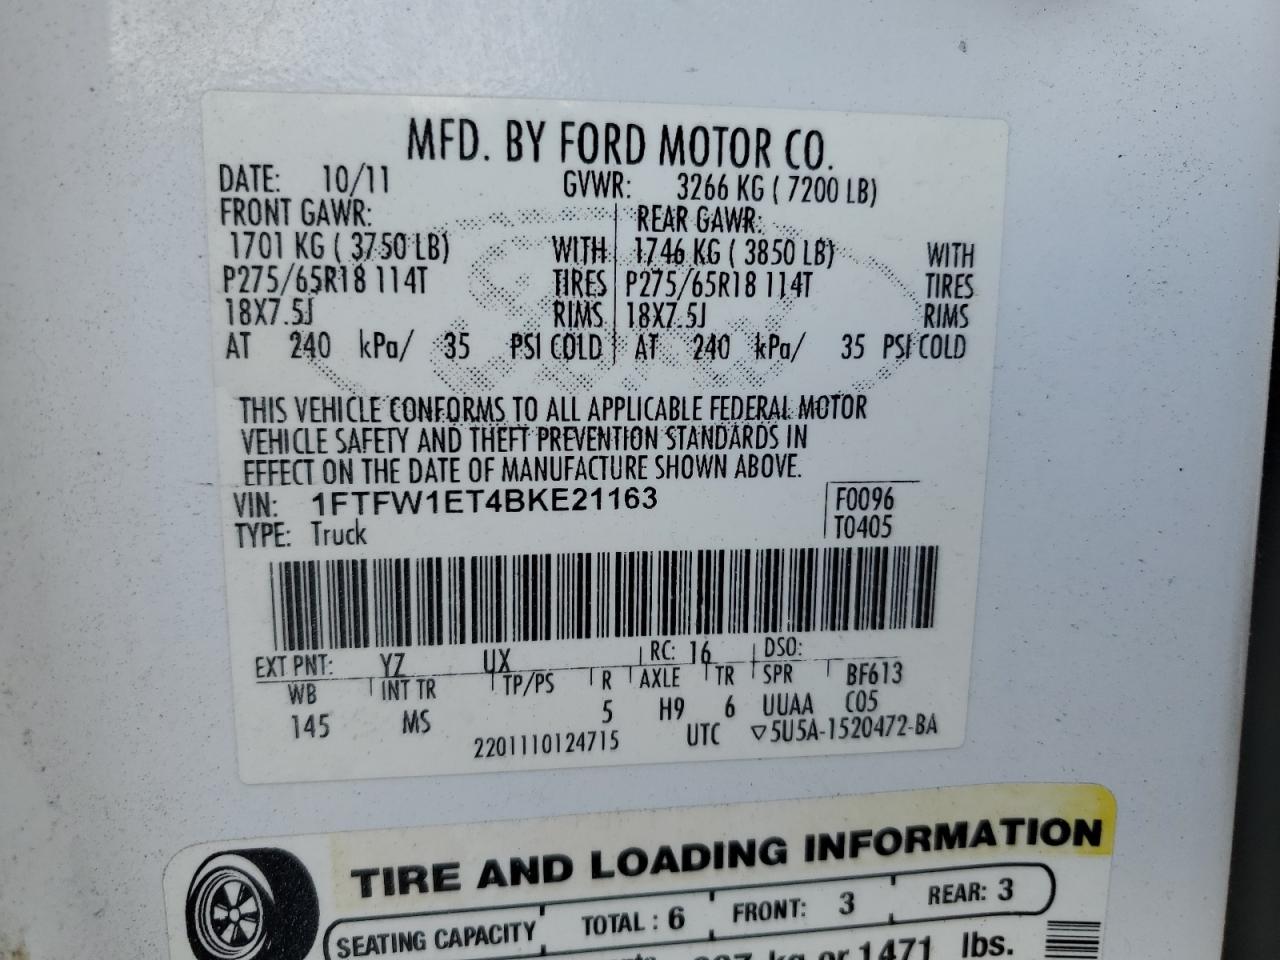 MFD. BY FORD MOTOR CO.
DATE: 10/11 GVWR: 3266 KG ( 7200 LB)
FRONT GAWR: REAR GAWR:
1701 KG ( 3750 LB) WITH 1746 KG ( 3850 LB) WITH
P275/65R18 114T TIRES P275/65R18 114T TIRES
18X7.5J RIMS 18X7.5J RIMS
AT 240 kPa/ 35 PSI COLD AT 240 kPa/ 35 PSI COLD
THIS VEHICLE CONFORMS TO ALL APPLICABLE FEDERAL MOTOR
VEHICLE SAFETY AND THEFT PREVENTION STANDARDS IN
EFFECT ON THE DATE OF MANUFACTURE SHOWN ABOVE.
VIN: 1FTFW1ET4BKE21163 F0096
TYPE: Truck T0405
EXT PNT: YZ UX RC: 16 DSO:
WB INT TR TP/PS R AXLE TR SPR BF613
145 MS 5 H9 6 UUAA C05
2201110124715 UTC ▽5U5A-1520472-BA
TIRE AND LOADING INFORMATION
SEATING CAPACITY TOTAL : 6 FRONT: 3 REAR: 3
kg or 1471 lbs.